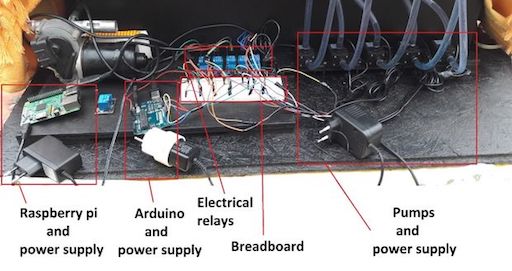 Raspberry pi
and
power supply
Arduino
and
power supply
Electrical
relays
Breadboard
Pumps
and
power supply